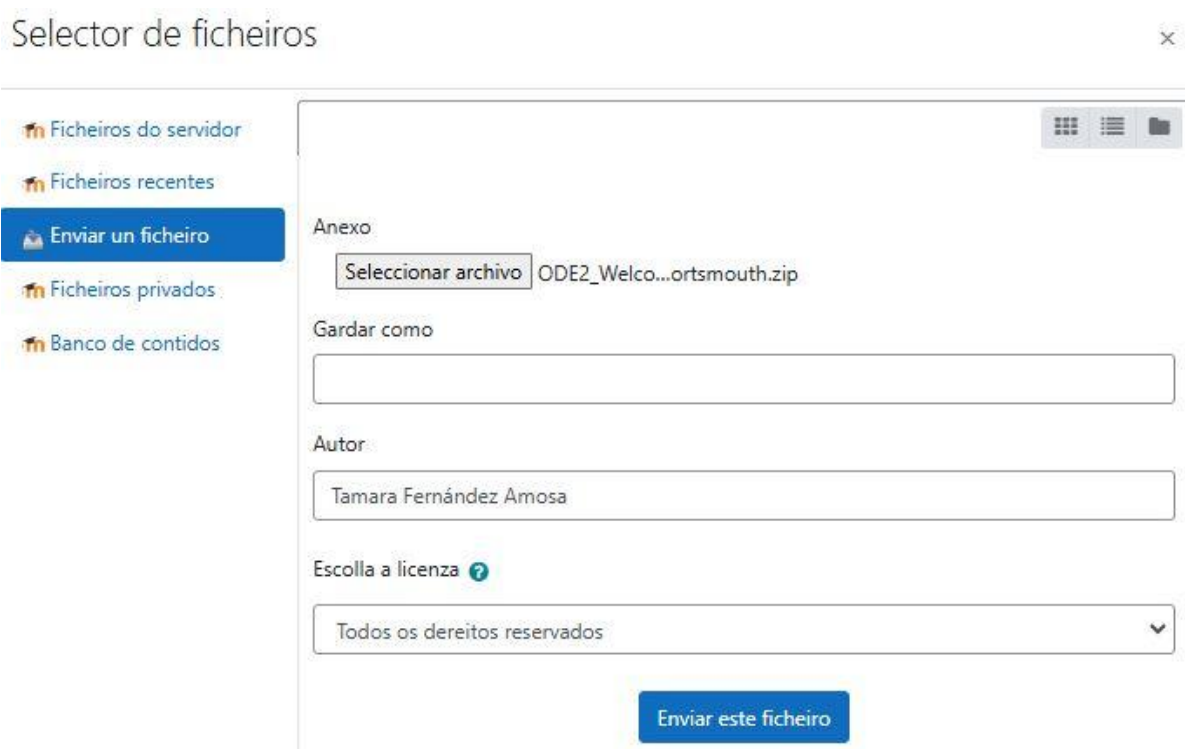 Selector de ficheiros
×
Ficheiros do servidor
Ficheiros recentes
Enviar un ficheiro
Ficheiros privados
Banco de contidos
Anexo
Seleccionar archivo ODE2_Welco...ortsmouth.zip
Gardar como
Autor
Tamara Fernández Amosa
Escolla a licenza ?
Todos os dereitos reservados
Enviar este ficheiro